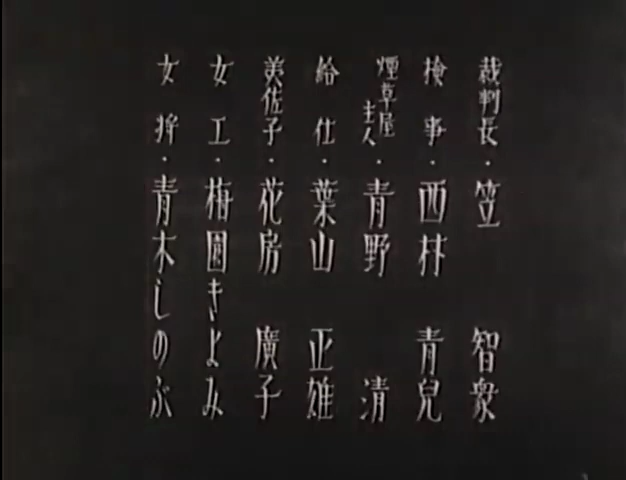 裁判長・笠 智衆
検事・西林 青兒
煙草屋主人・青野 清
給仕・葉山 正雄
美佐子・花房 廣子
女工・梅園きよみ
女将・青木しのぶ